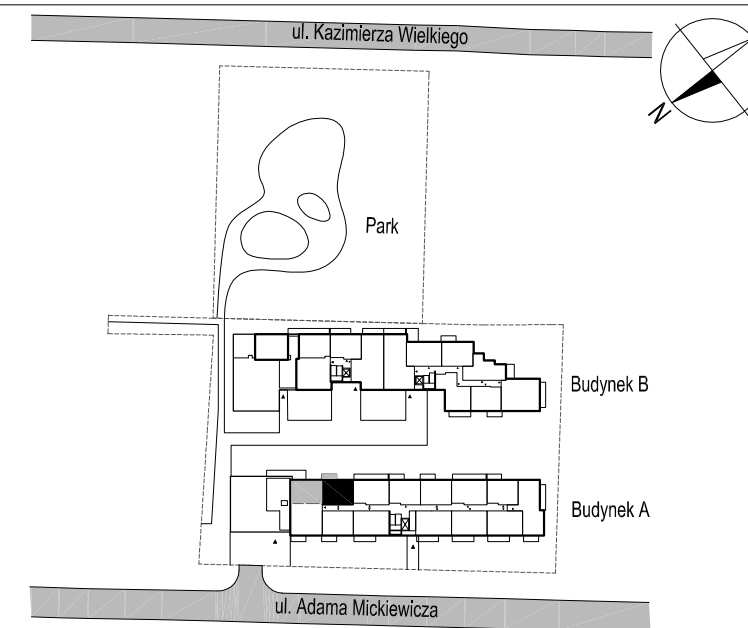 ul. Kazimierza Wielkiego
N
Park
Budynek B
Budynek A
ul. Adama Mickiewicza